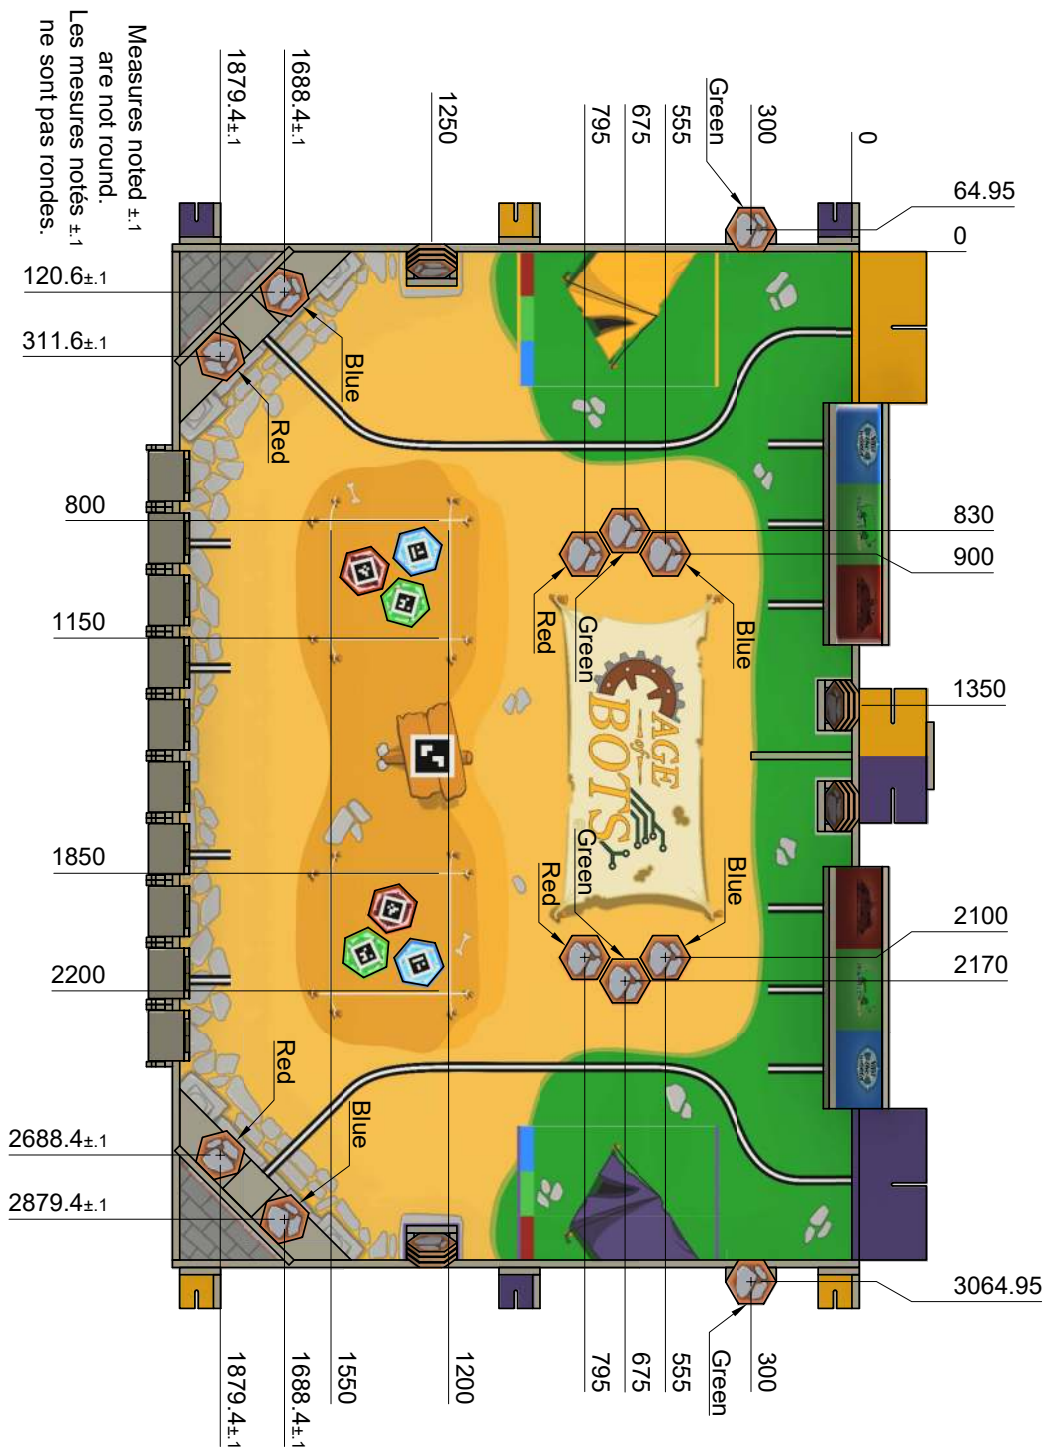 Measures noted ±.1
are not round.
Les mesures notés ±.1
ne sont pas rondes.
1879.4±.1
1688.4±.1
1250
795
675
555
300
0
Green
64.95
0
120.6±.1
311.6±.1
Blue
Red
800
1150
1850
2200
830
900
Red
Green
Blue
1350
AGE
of
BOTS
Red
Green
Blue
2100
2170
Red
Blue
2688.4±.1
2879.4±.1
3064.95
Green
1879.4±.1
1688.4±.1
1550
1200
795
675
555
300